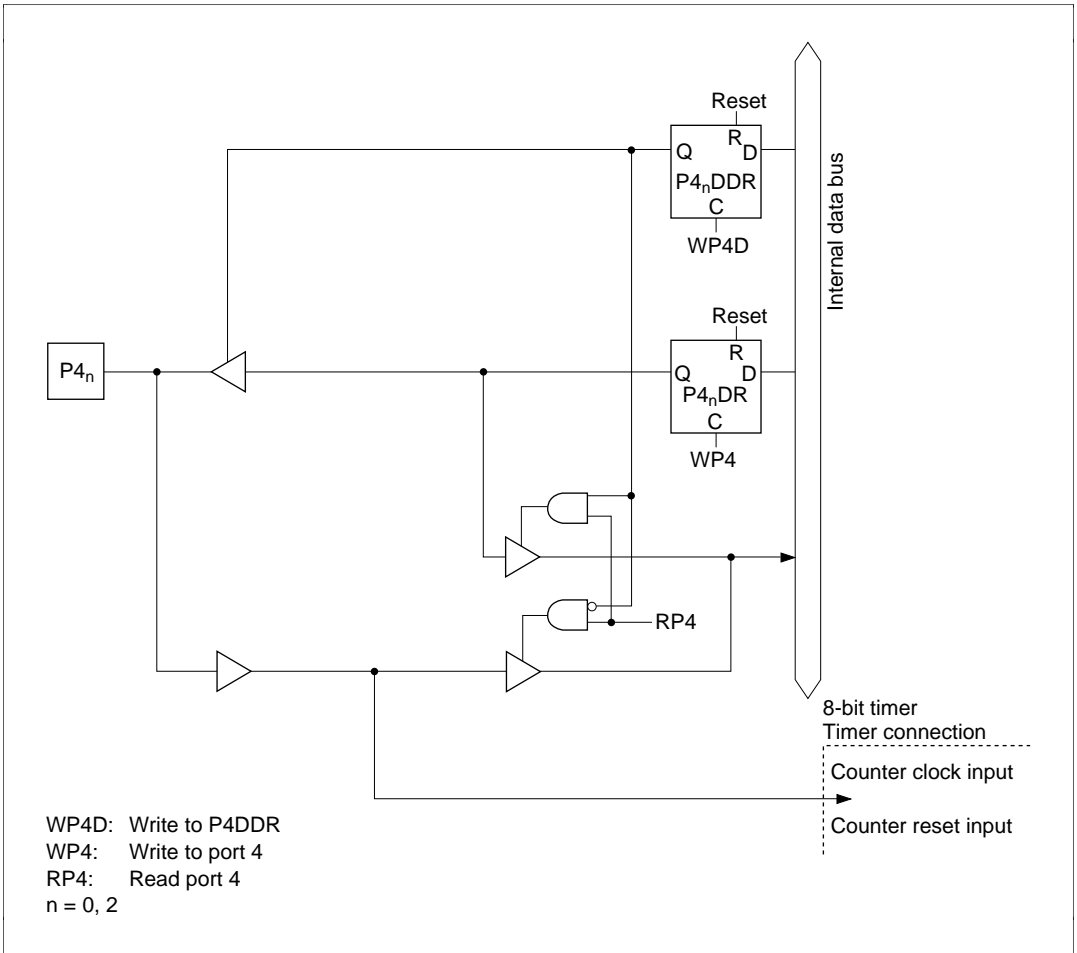 Reset
R
Q D
P4nDDR
C
WP4D
Internal data bus
Reset
R
P4n
Q D
P4nDR
C
WP4
RP4
8-bit timer
Timer connection
Counter clock input
Counter reset input
WP4D: Write to P4DDR
WP4: Write to port 4
RP4: Read port 4
n = 0, 2